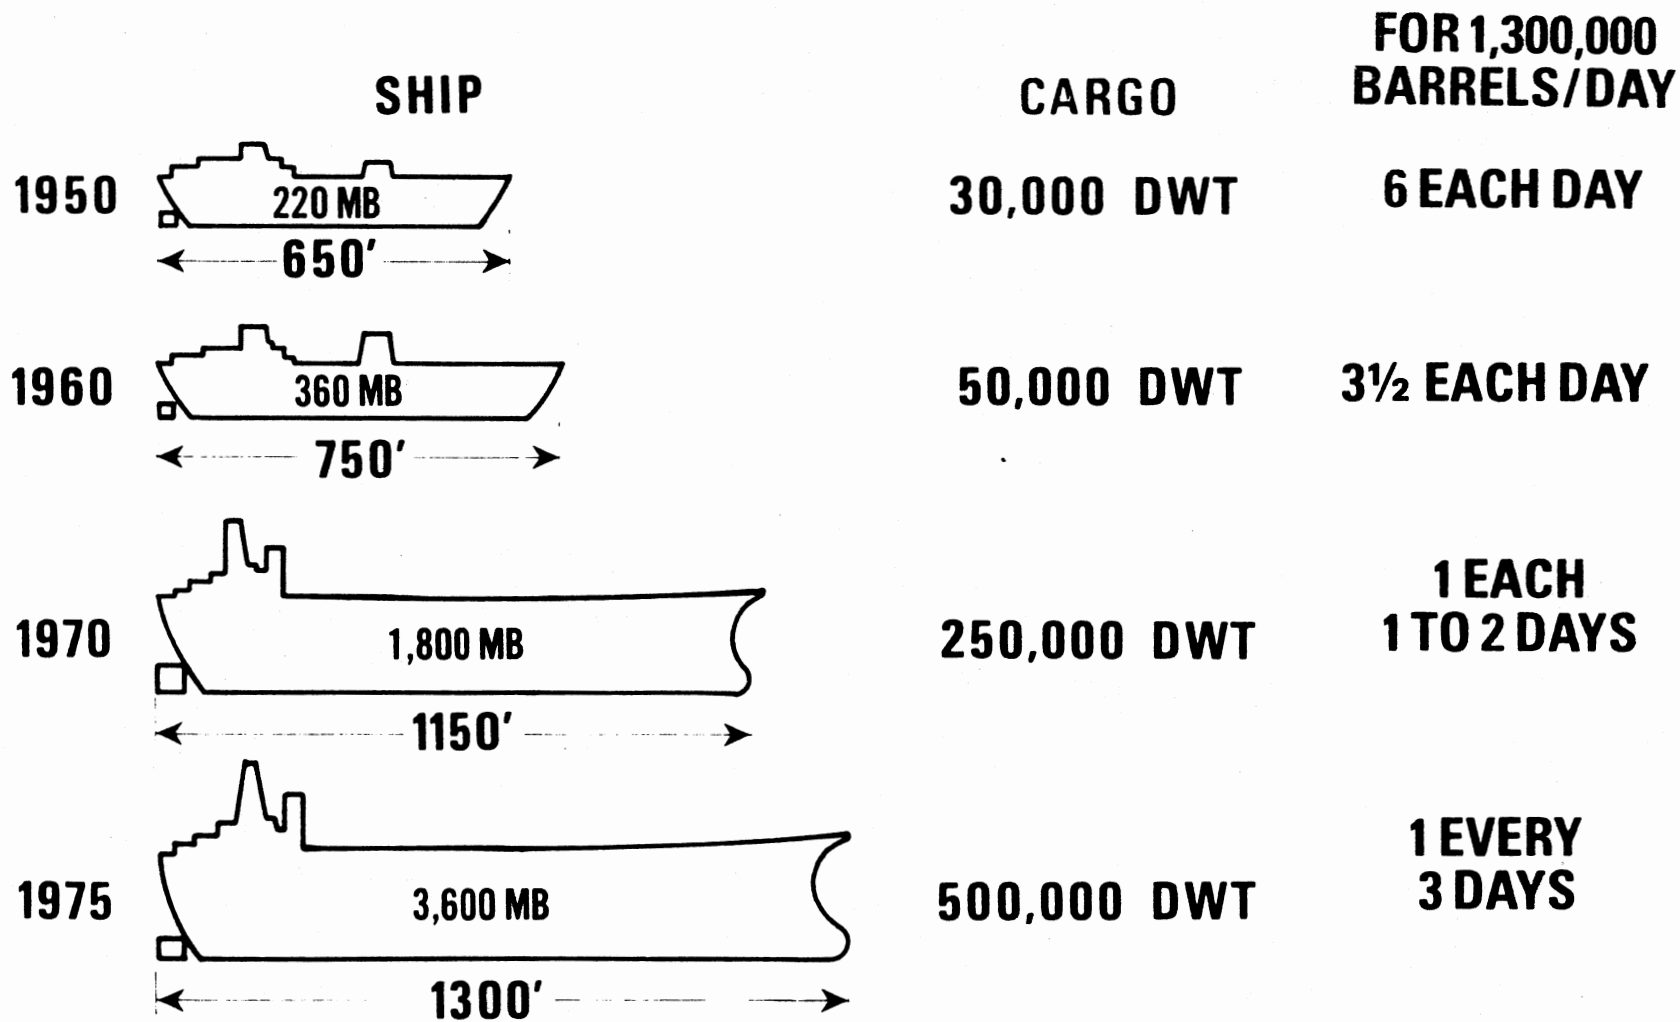 FOR 1,300,000
BARRELS/DAY
SHIP
CARGO
1950
220 MB
650′
30,000 DWT
6 EACH DAY
1960
360 MB
750′
50,000 DWT
3½ EACH DAY
1970
1,800 MB
1150′
250,000 DWT
1 EACH
1 TO 2 DAYS
1975
3,600 MB
1300′
500,000 DWT
1 EVERY
3 DAYS